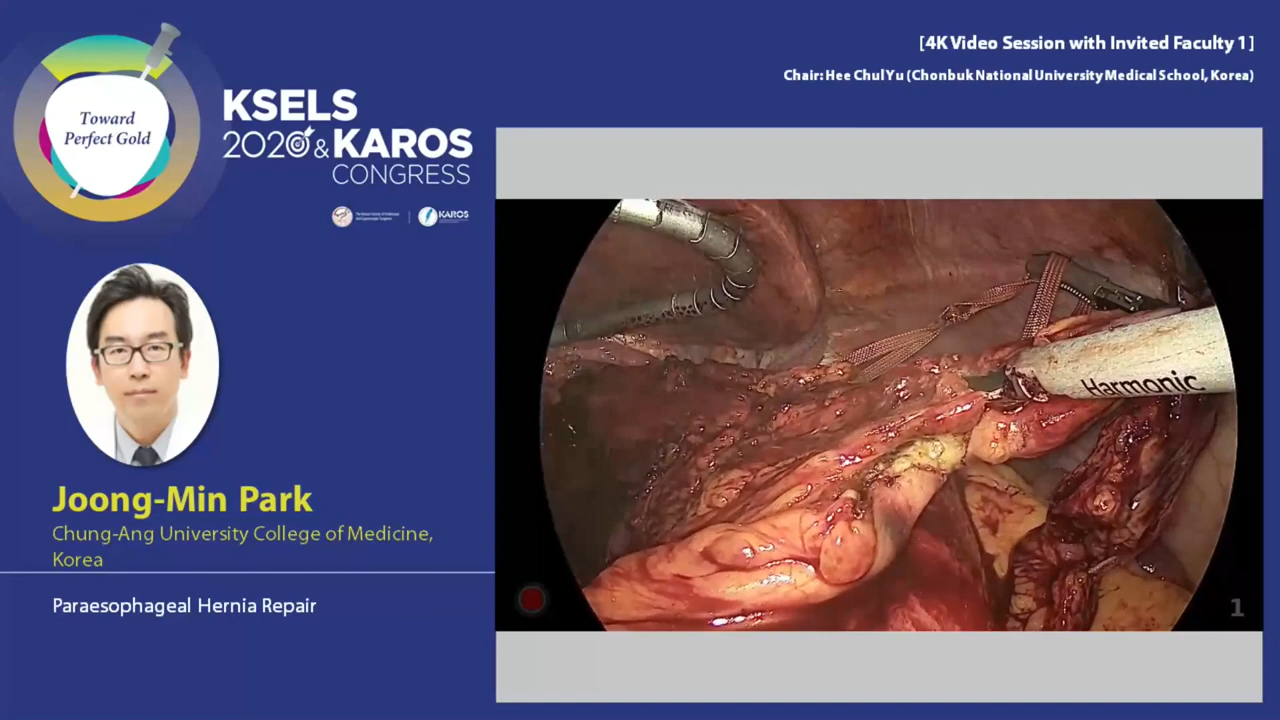 [4K Video Session with Invited Faculty 1]
Chair: Hee Chul Yu (Chonbuk National University Medical School, Korea)
Toward
Perfect Gold
KSELS
2020 & KAROS
CONGRESS
KAROS
Harmonic
1
Joong-Min Park
Chung-Ang University College of Medicine,
Korea
Paraesophageal Hernia Repair